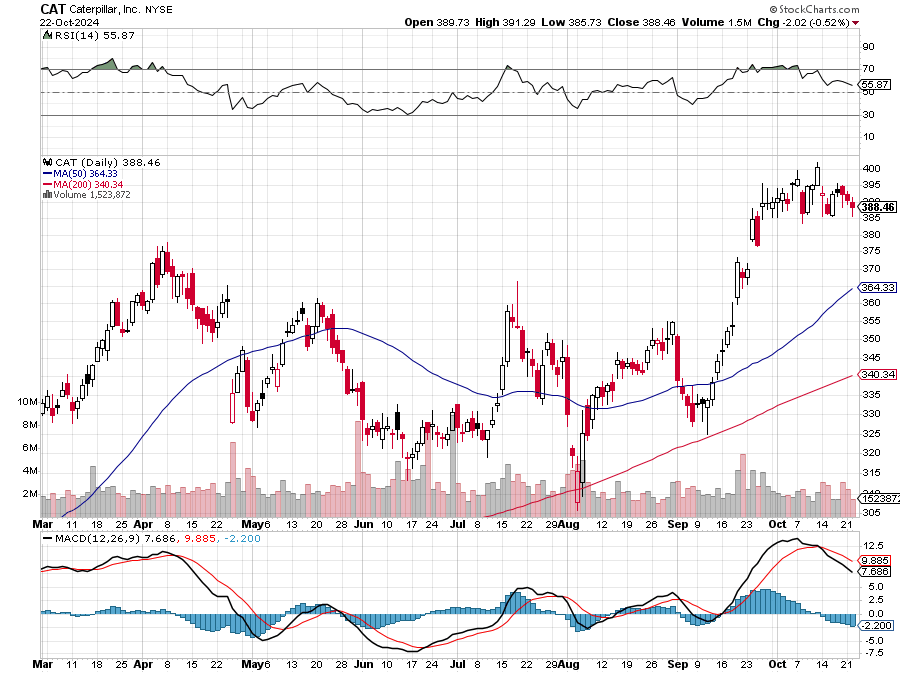 CAT Caterpillar, Inc. NYSE
© StockCharts.com
22-Oct-2024
Open 389.73 High 391.29 Low 385.73 Close 388.46 Volume 1.5M Chg -2.02 (-0.52%)
RSI(14) 55.87
90
70
55.87
50
30
10
CAT (Daily) 388.46
MA(50) 364.33
MA(200) 340.34
Volume 1,523,872
400
395
388.46
385
380
375
370
364.33
360
355
350
345
340.34
335
330
325
320
315
305
10M
8M
6M
4M
2M
1523872
Mar 11 18 25 Apr 8 15 22 May 6 13 20 28 Jun 10 17 24 Jul 8 15 22 29 Aug 12 19 26 Sep 9 16 23 Oct 7 14 21
MACD(12,26,9) 7.686, 9.885, -2.200
12.5
9.885
7.686
5.0
2.5
0.0
-2.200
-5.0
-7.5
Mar 11 18 25 Apr 8 15 22 May 6 13 20 28 Jun 10 17 24 Jul 8 15 22 29 Aug 12 19 26 Sep 9 16 23 Oct 7 14 21